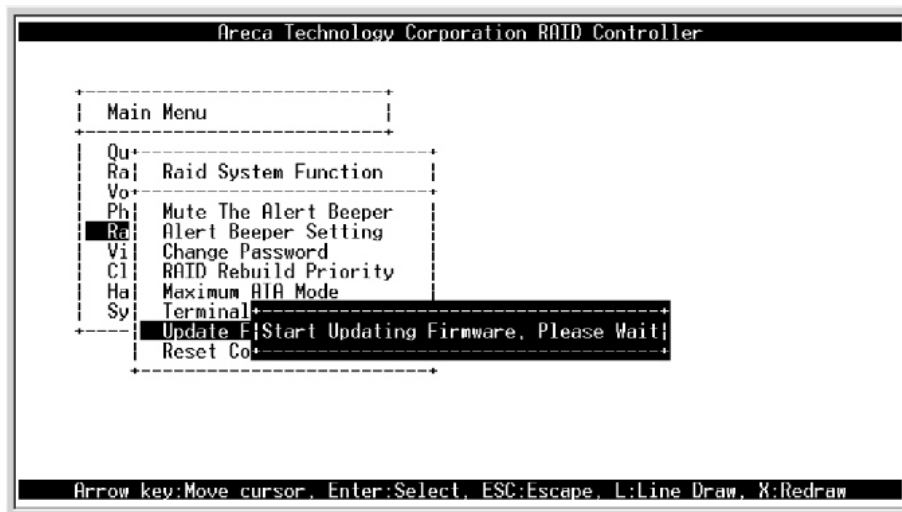 Areca Technology Corporation RAID Controller
Main Menu
Qu
Ra
Raid System Function
Vo
Ph
Mute The Alert Beeper
Ra
Alert Beeper Setting
Vi
Change Password
Cl
RAID Rebuild Priority
Ha
Maximum ATA Mode
Sy
Terminal
Update F
Start Updating Firmware, Please Wait
Reset Co
Arrow key:Move cursor, Enter:Select, ESC:Escape, L:Line Draw, X:Redraw